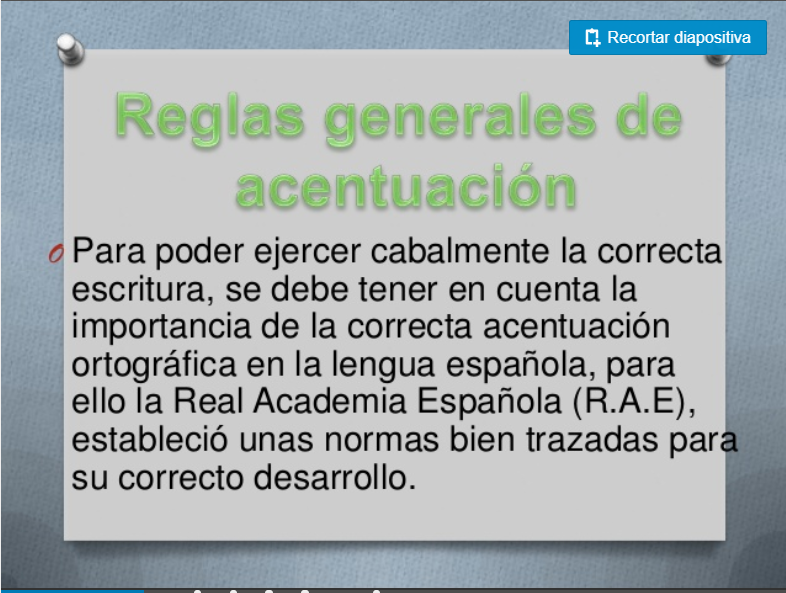 Recortar diapositiva
Reglas generales de
acentuación
Para poder ejercer cabalmente la correcta
escritura, se debe tener en cuenta la
importancia de la correcta acentuación
ortográfica en la lengua española, para
ello la Real Academia Española (R.A.E),
estableció unas normas bien trazadas para
su correcto desarrollo.